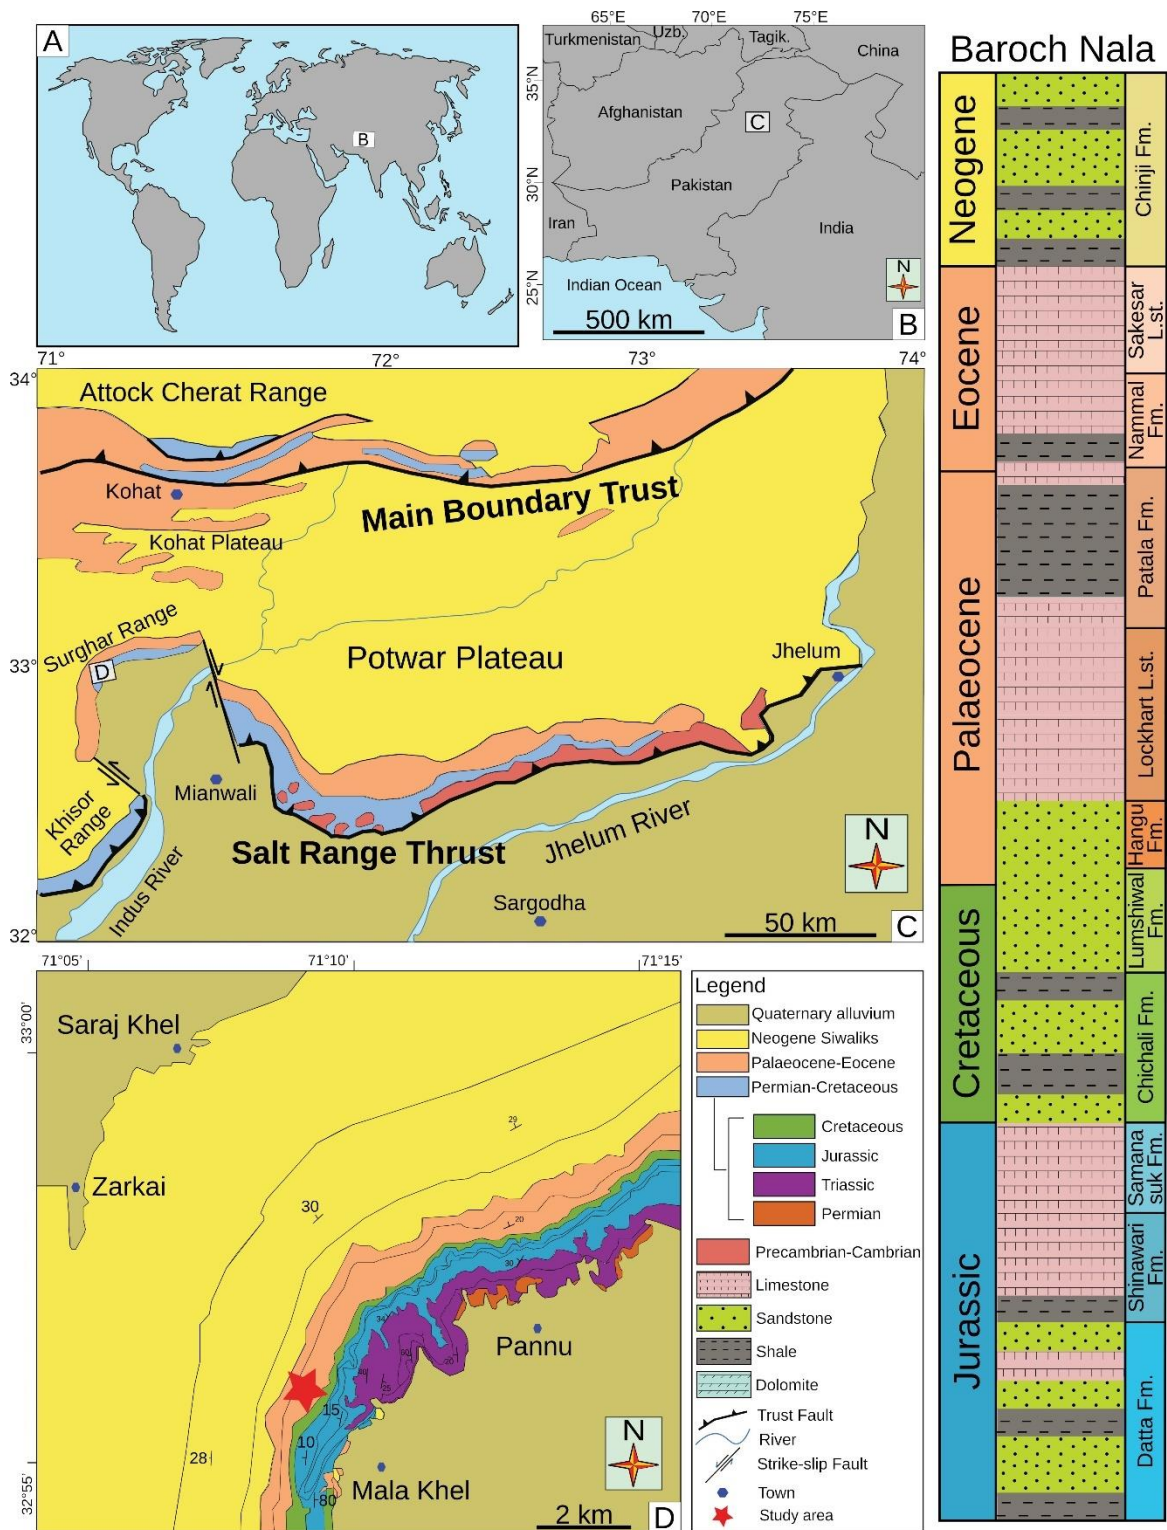 A
B
65°E
70°E
75°E
35°N
30°N
25°N
Turkmenistan
Uzb.
Tagik.
China
Afghanistan
C
Pakistan
Iran
India
Indian Ocean
500 km
N
B
71°
72°
73°
74°
34°
33°
32°
Attock Cherat Range
Kohat
Main Boundary Trust
Kohat Plateau
Surghar Range
D
Potwar Plateau
Jhelum
Mianwali
Khisor
Range
Salt Range Thrust
Jhelum River
Indus River
Sargodha
N
50 km
C
71°05'
71°10'
71°15'
33°00'
32°55'
Saraj Khel
Zarkai
29
30
20
30
34
Pannu
25
15
10
28
80
Mala Khel
N
2 km
D
Legend
Quaternary alluvium
Neogene Siwaliks
Palaeocene-Eocene
Permian-Cretaceous
Cretaceous
Jurassic
Triassic
Permian
Precambrian-Cambrian
Limestone
Sandstone
Shale
Dolomite
Trust Fault
River
Strike-slip Fault
Town
Study area
Baroch Nala
Neogene
Eocene
Palaeocene
Cretaceous
Jurassic
Chinji Fm.
Sakesar
L.st.
Nammal
Fm.
Patala Fm.
Lockhart L.st.
Hangu
Fm.
Lumshiwal
Fm.
Chichali Fm.
Samana
suk Fm.
Shinawari
Fm.
Datta Fm.